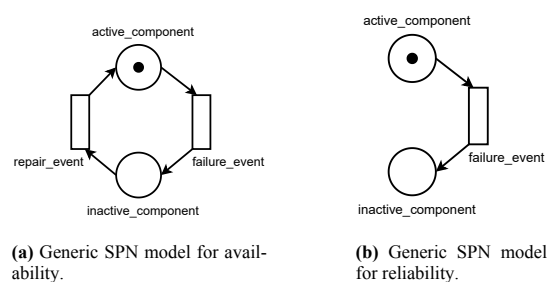 active_component
repair_event
failure_event
inactive_component
(a) Generic SPN model for avail-
ability.
active_component
failure_event
inactive_component
(b) Generic SPN model
for reliability.